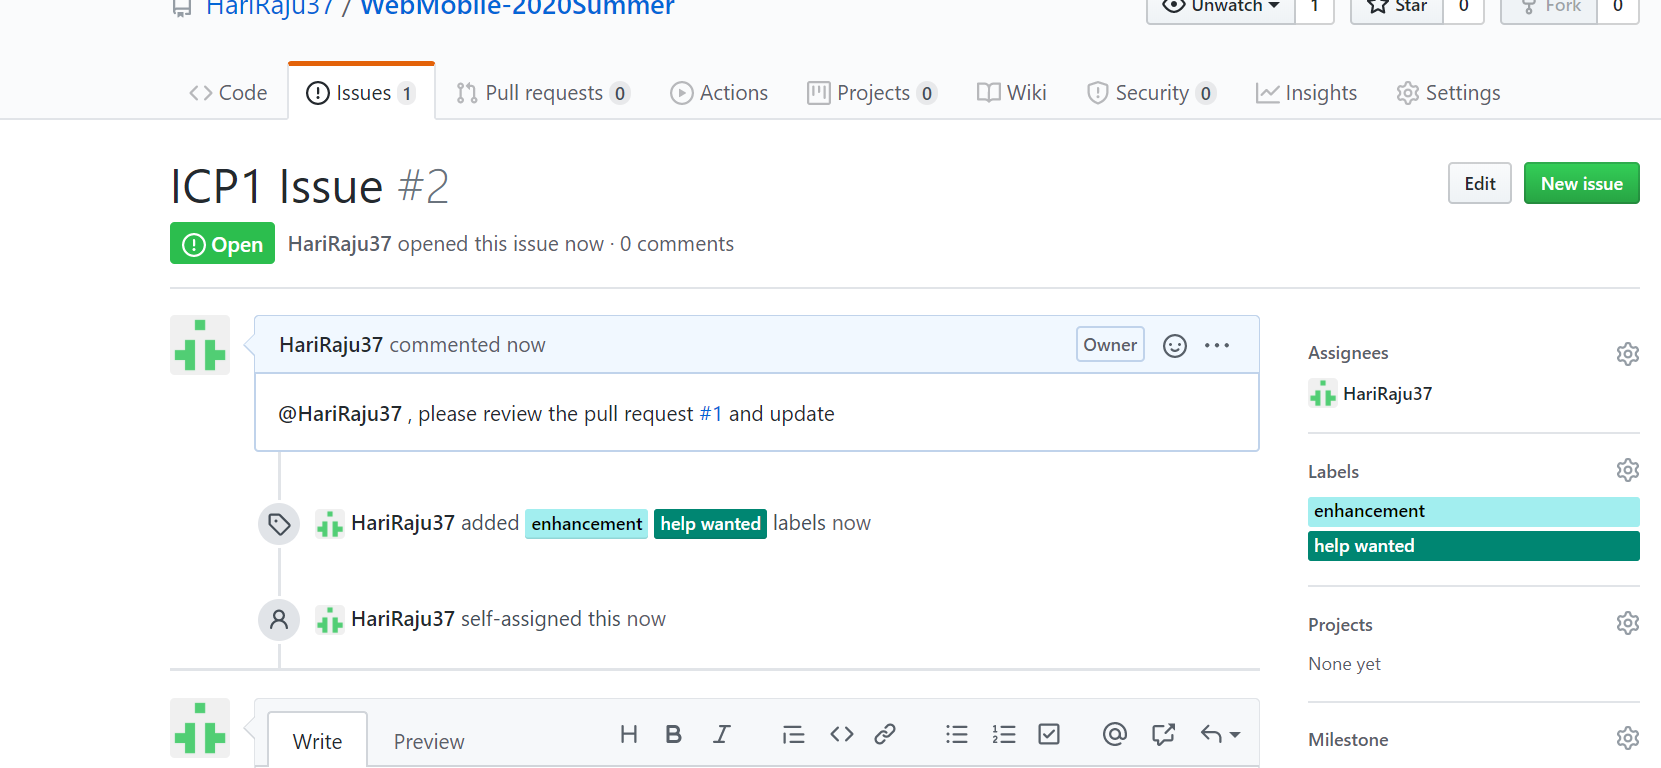 HariRaju37 / WebMobile-2020Summer
Unwatch 1 Star 0 Fork 0
Code Issues 1 Pull requests 0 Actions Projects 0 Wiki Security 0 Insights Settings
ICP1 Issue #2
Edit New issue
Open HariRaju37 opened this issue now · 0 comments
HariRaju37 commented now
Owner
@HariRaju37 , please review the pull request #1 and update
HariRaju37 added enhancement help wanted labels now
HariRaju37 self-assigned this now
Write Preview
Assignees
HariRaju37
Labels
enhancement
help wanted
Projects
None yet
Milestone